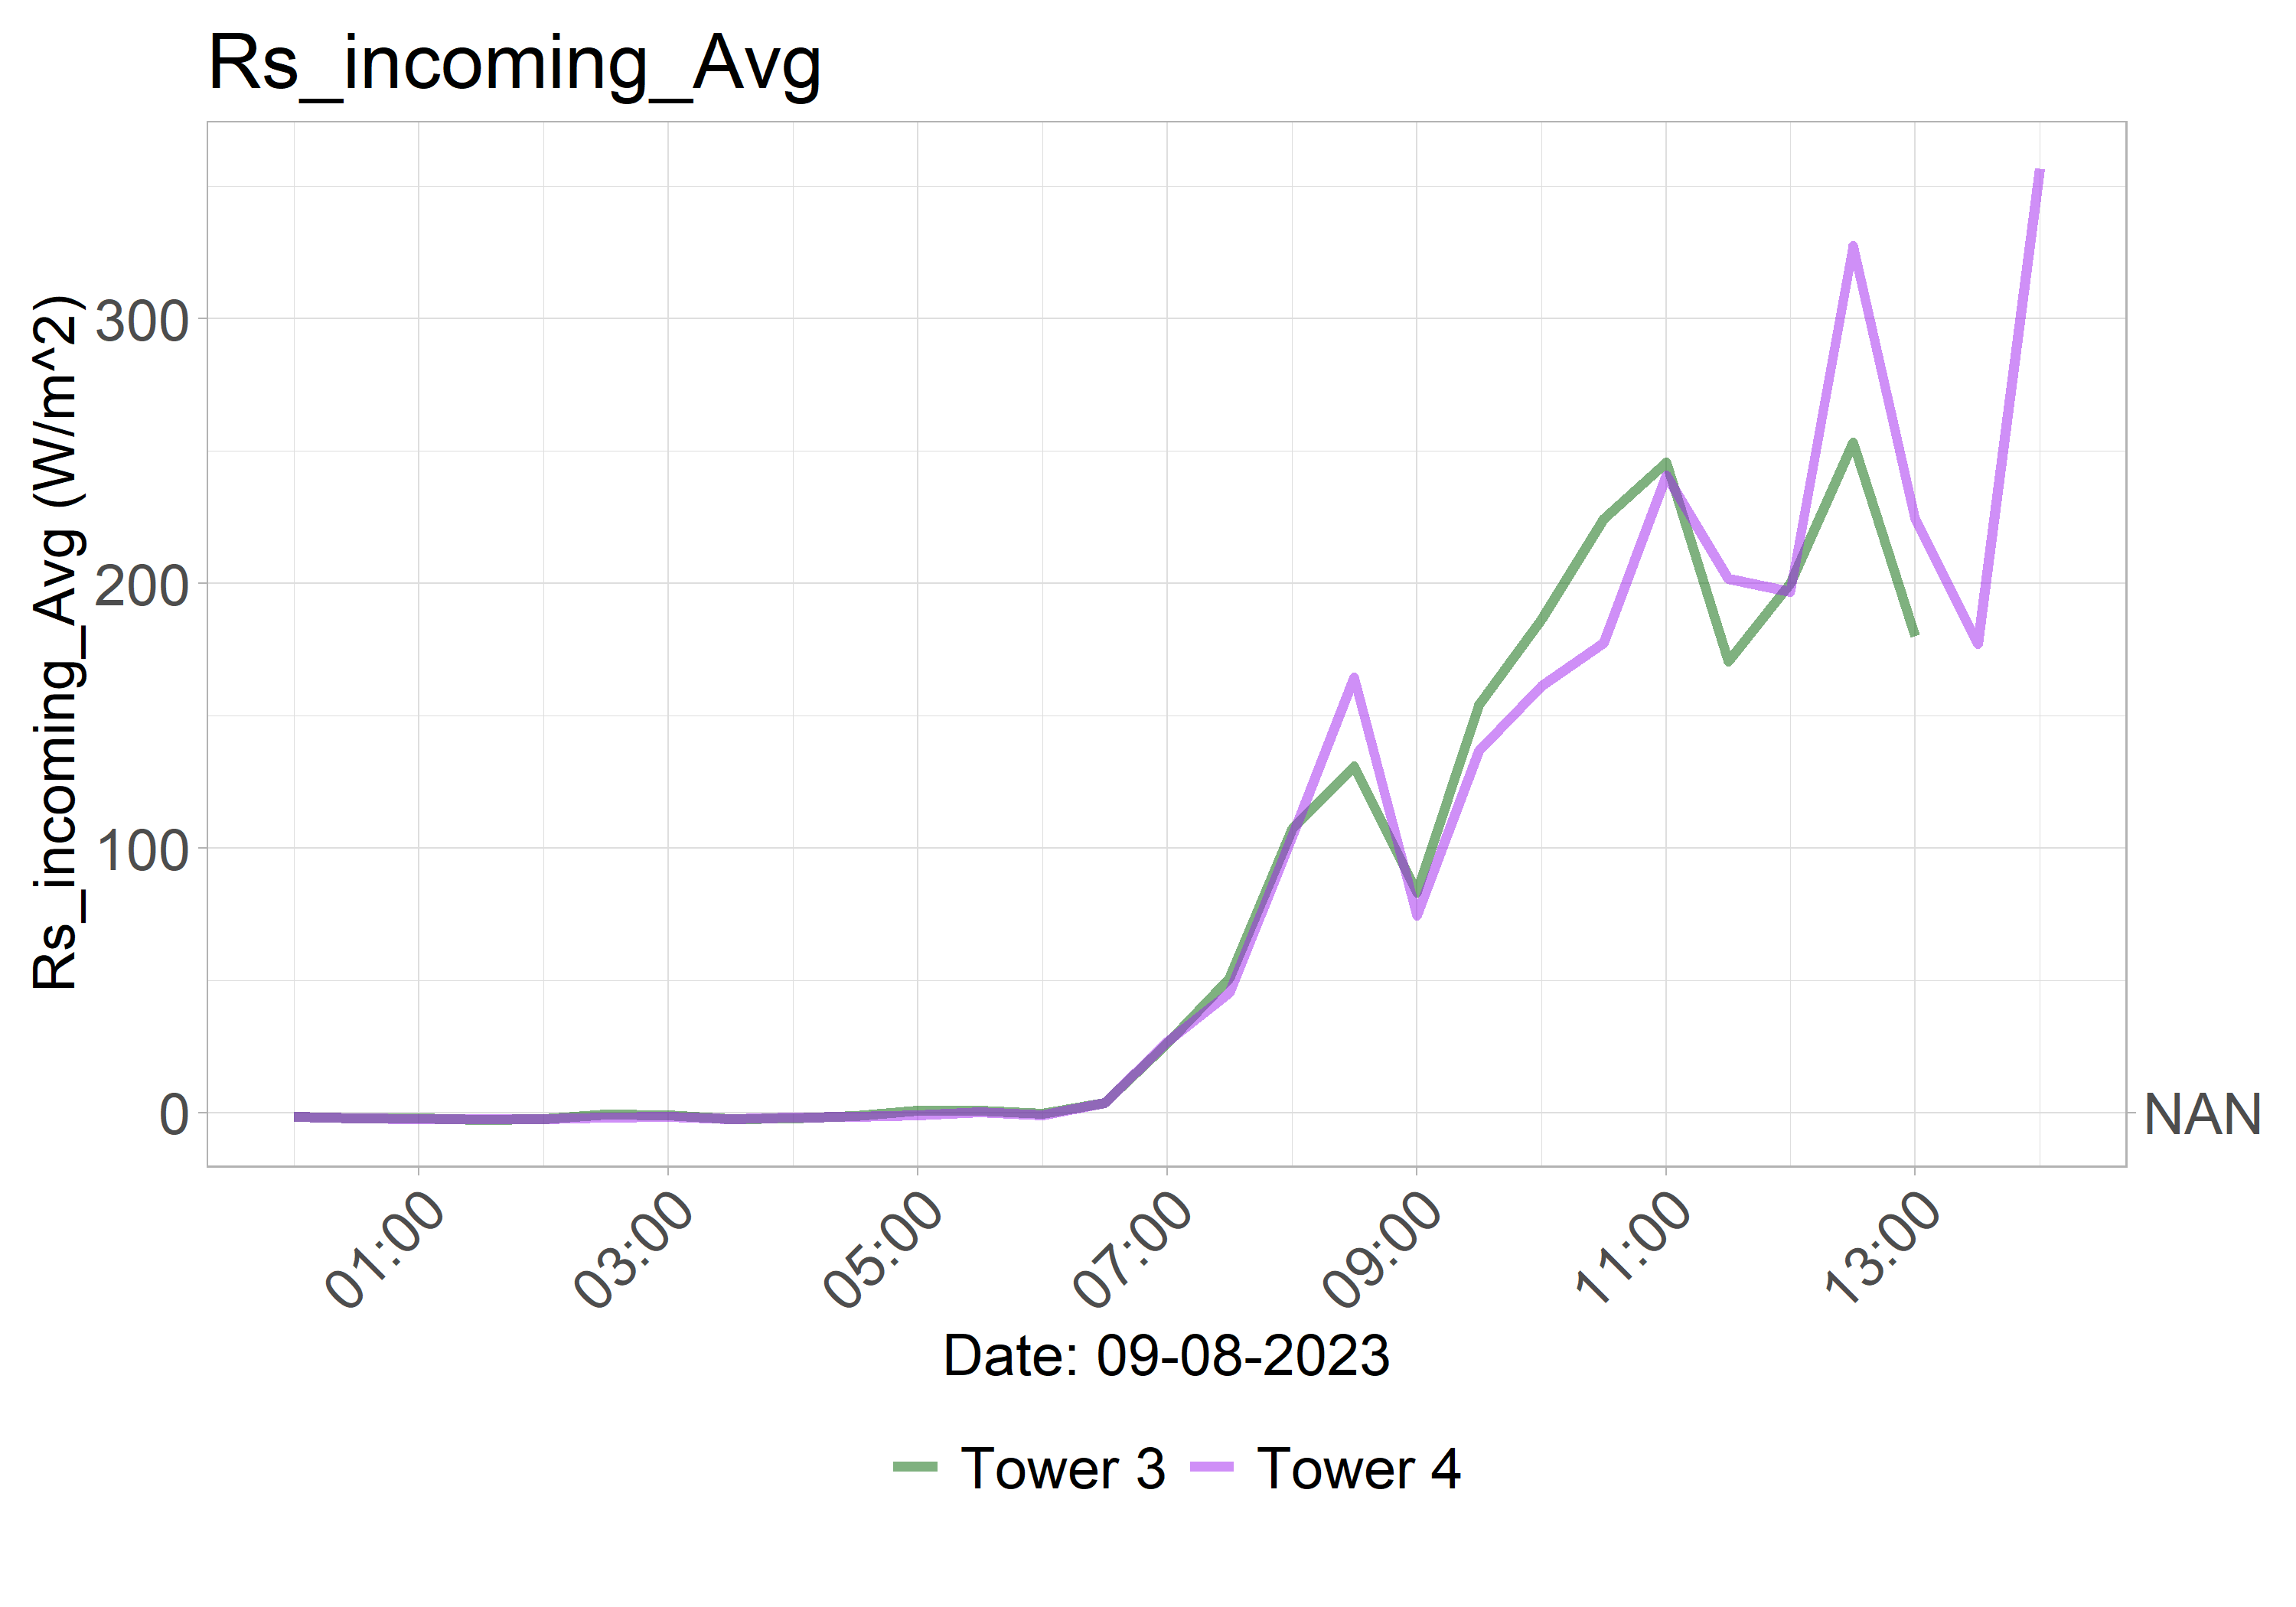 Rs_incoming_Avg
Rs_incoming_Avg (W/m^2)
300
200
100
0
NAN
01:00
03:00
05:00
07:00
09:00
11:00
13:00
Date: 09-08-2023
Tower 3
Tower 4